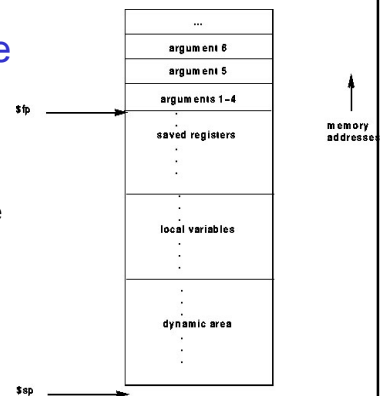 ...
e
argument 6
argument 5
arguments 1-4
$fp
memory
addresses
saved registers
e
local variables
dynamic area
$sp